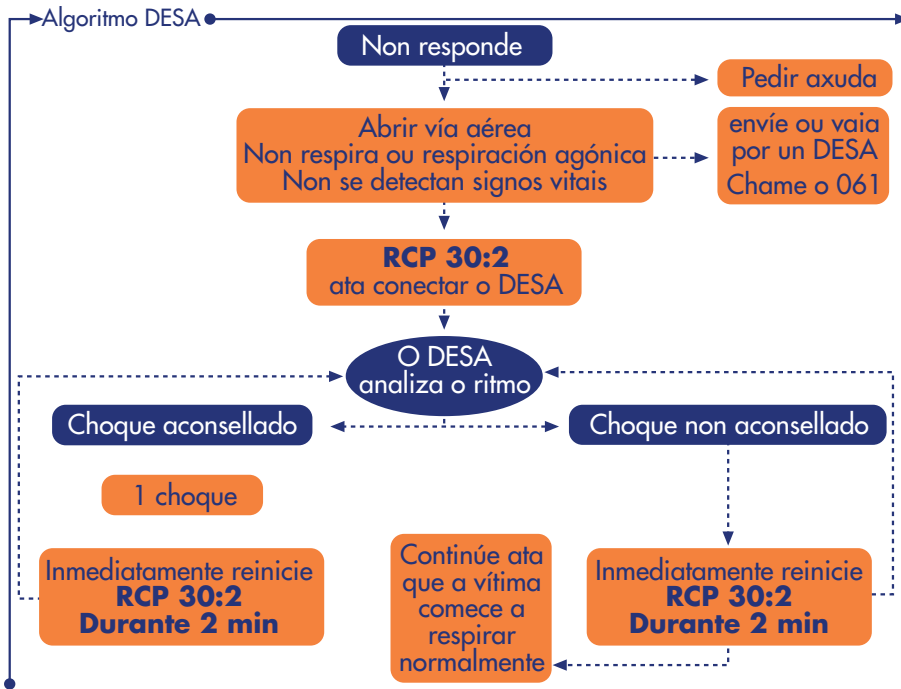 Algoritmo DESA
Non responde
Pedir axuda
Abrir vía aérea
Non respira ou respiración agónica
Non se detectan signos vitais
envíe ou vaia
por un DESA
Chame o 061
RCP 30:2
ata conectar o DESA
O DESA
analiza o ritmo
Choque aconsellado
Choque non aconsellado
1 choque
Inmediatamente reinicie
RCP 30:2
Durante 2 min
Continúe ata
que a vítima
comece a
respirar
normalmente
Inmediatamente reinicie
RCP 30:2
Durante 2 min